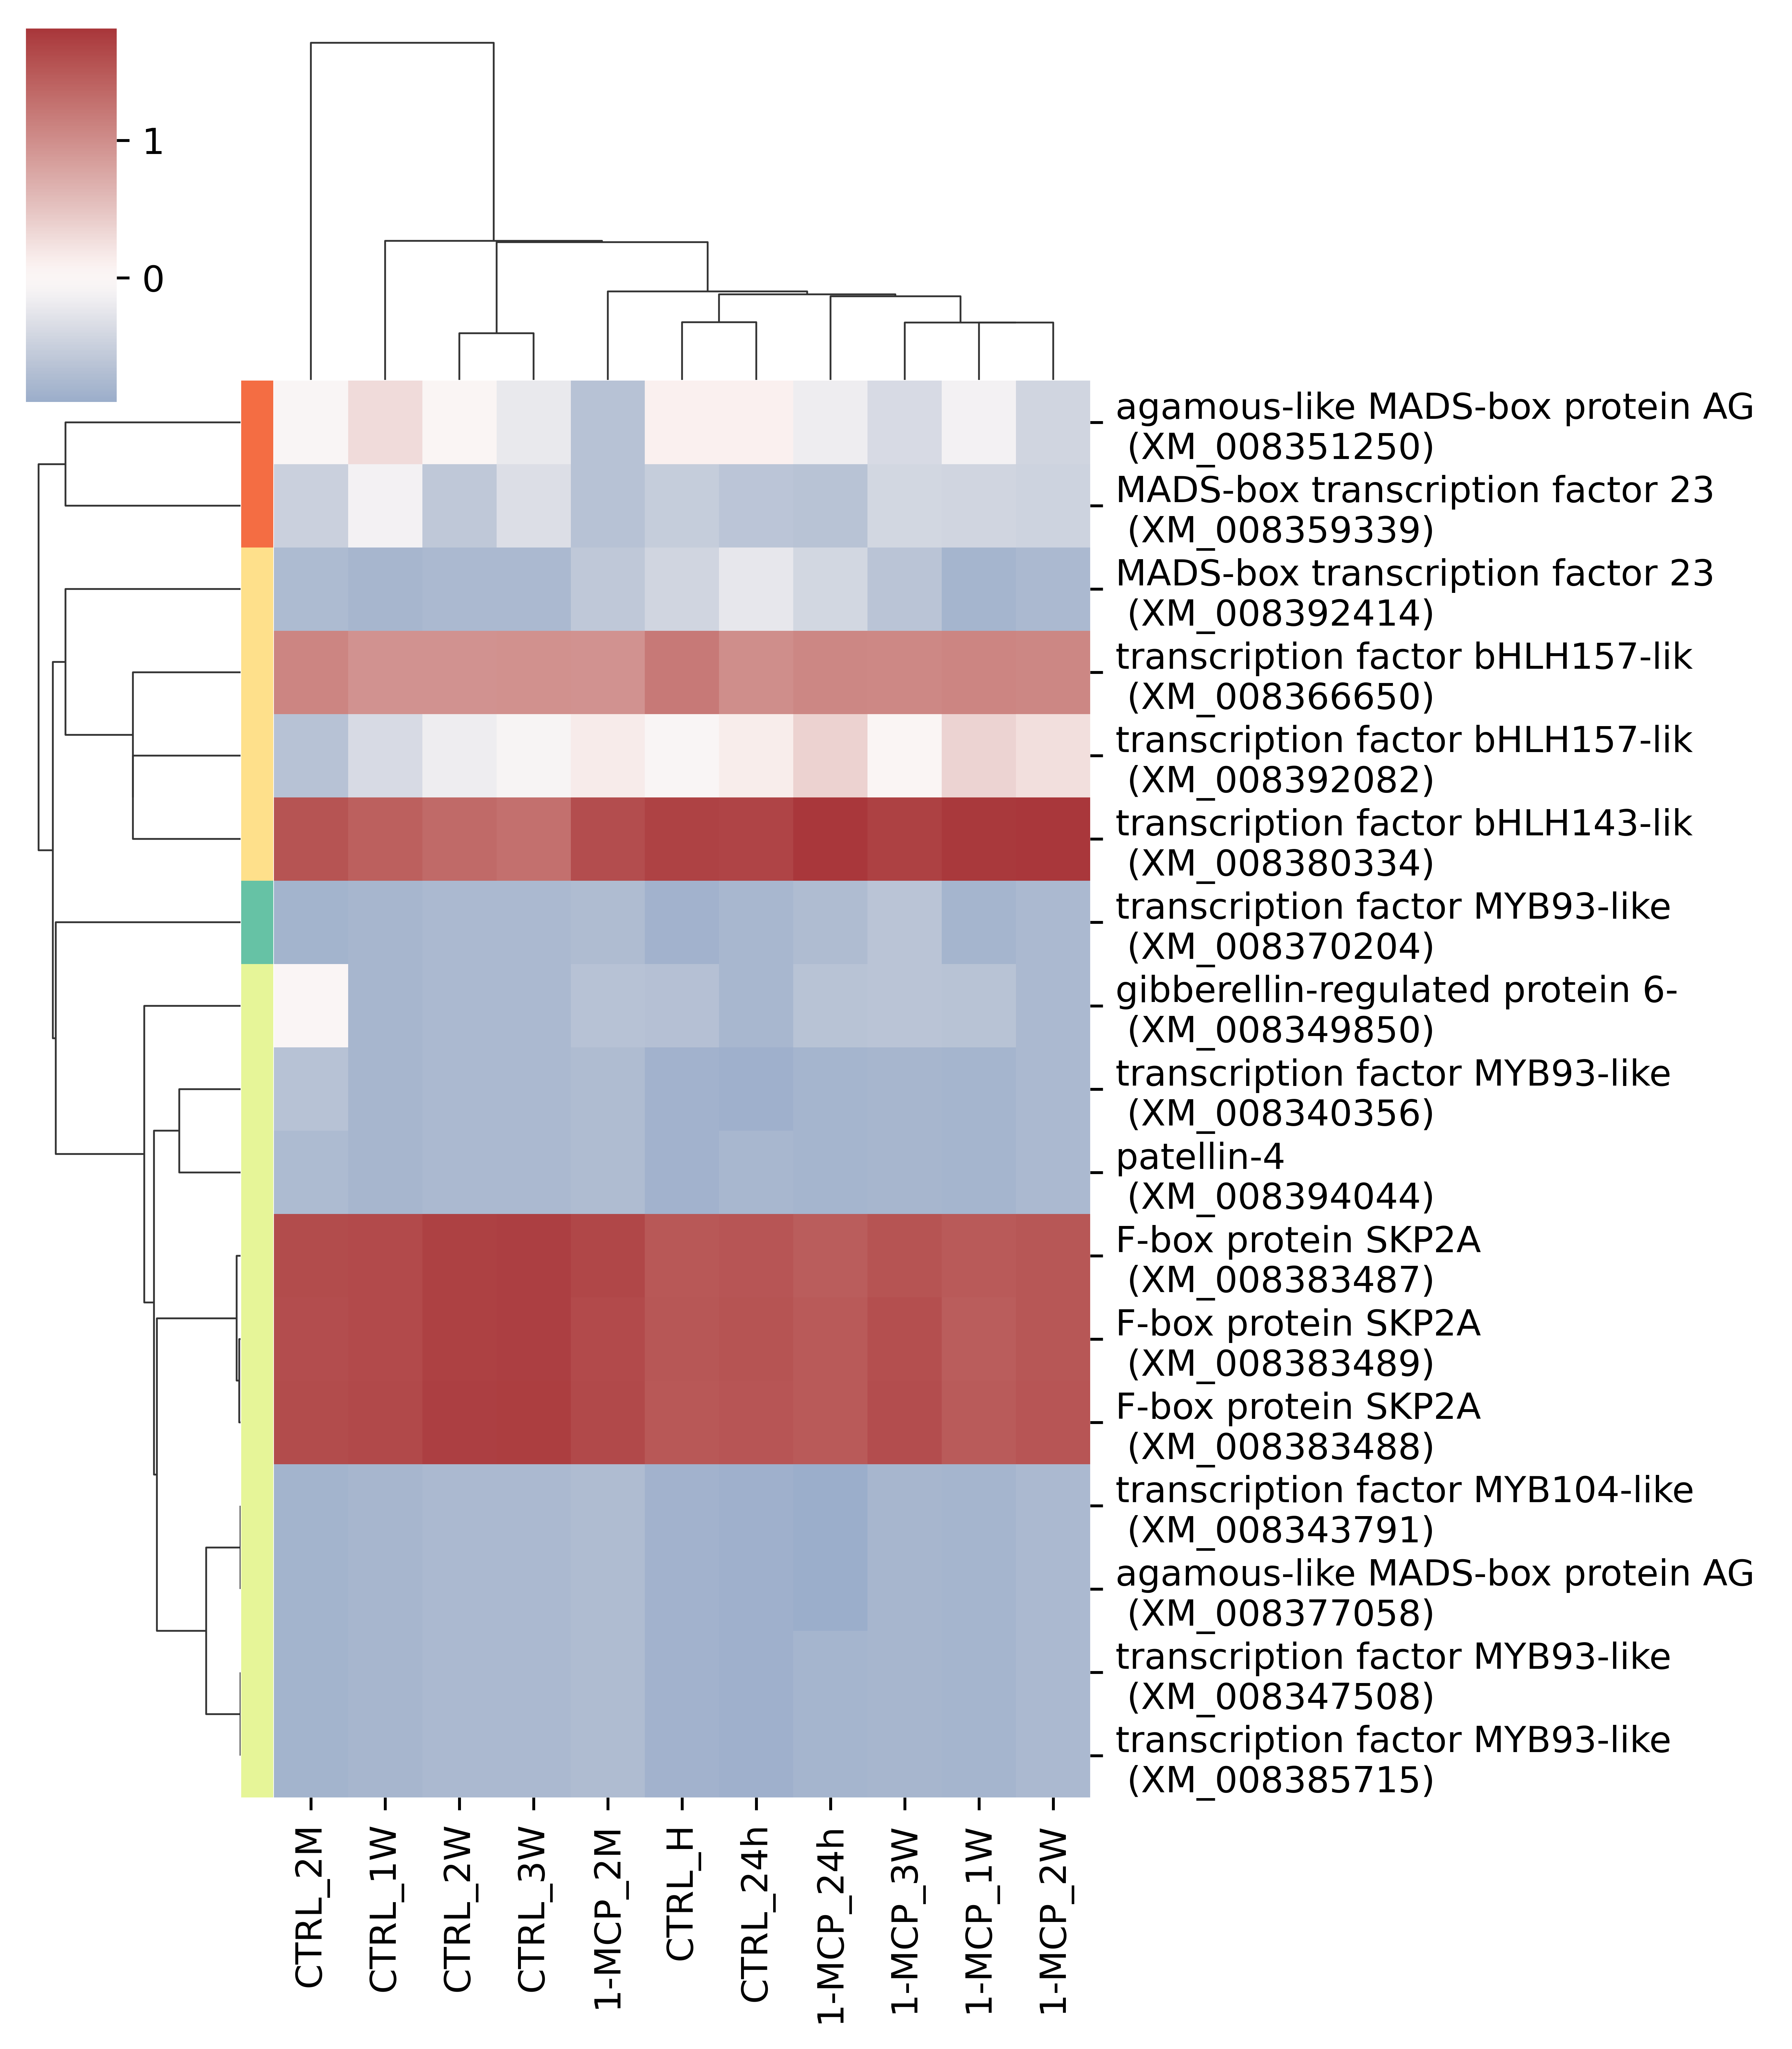 1
0
agamous-like MADS-box protein AG
(XM_008351250)
MADS-box transcription factor 23
(XM_008359339)
MADS-box transcription factor 23
(XM_008392414)
transcription factor bHLH157-lik
(XM_008366650)
transcription factor bHLH157-lik
(XM_008392082)
transcription factor bHLH143-lik
(XM_008380334)
transcription factor MYB93-like
(XM_008370204)
gibberellin-regulated protein 6-
(XM_008349850)
transcription factor MYB93-like
(XM_008340356)
patellin-4
(XM_008394044)
F-box protein SKP2A
(XM_008383487)
F-box protein SKP2A
(XM_008383489)
F-box protein SKP2A
(XM_008383488)
transcription factor MYB104-like
(XM_008343791)
agamous-like MADS-box protein AG
(XM_008377058)
transcription factor MYB93-like
(XM_008347508)
transcription factor MYB93-like
(XM_008385715)
CTRL_2M
CTRL_1W
CTRL_2W
CTRL_3W
1-MCP_2M
CTRL_H
CTRL_24h
1-MCP_24h
1-MCP_3W
1-MCP_1W
1-MCP_2W